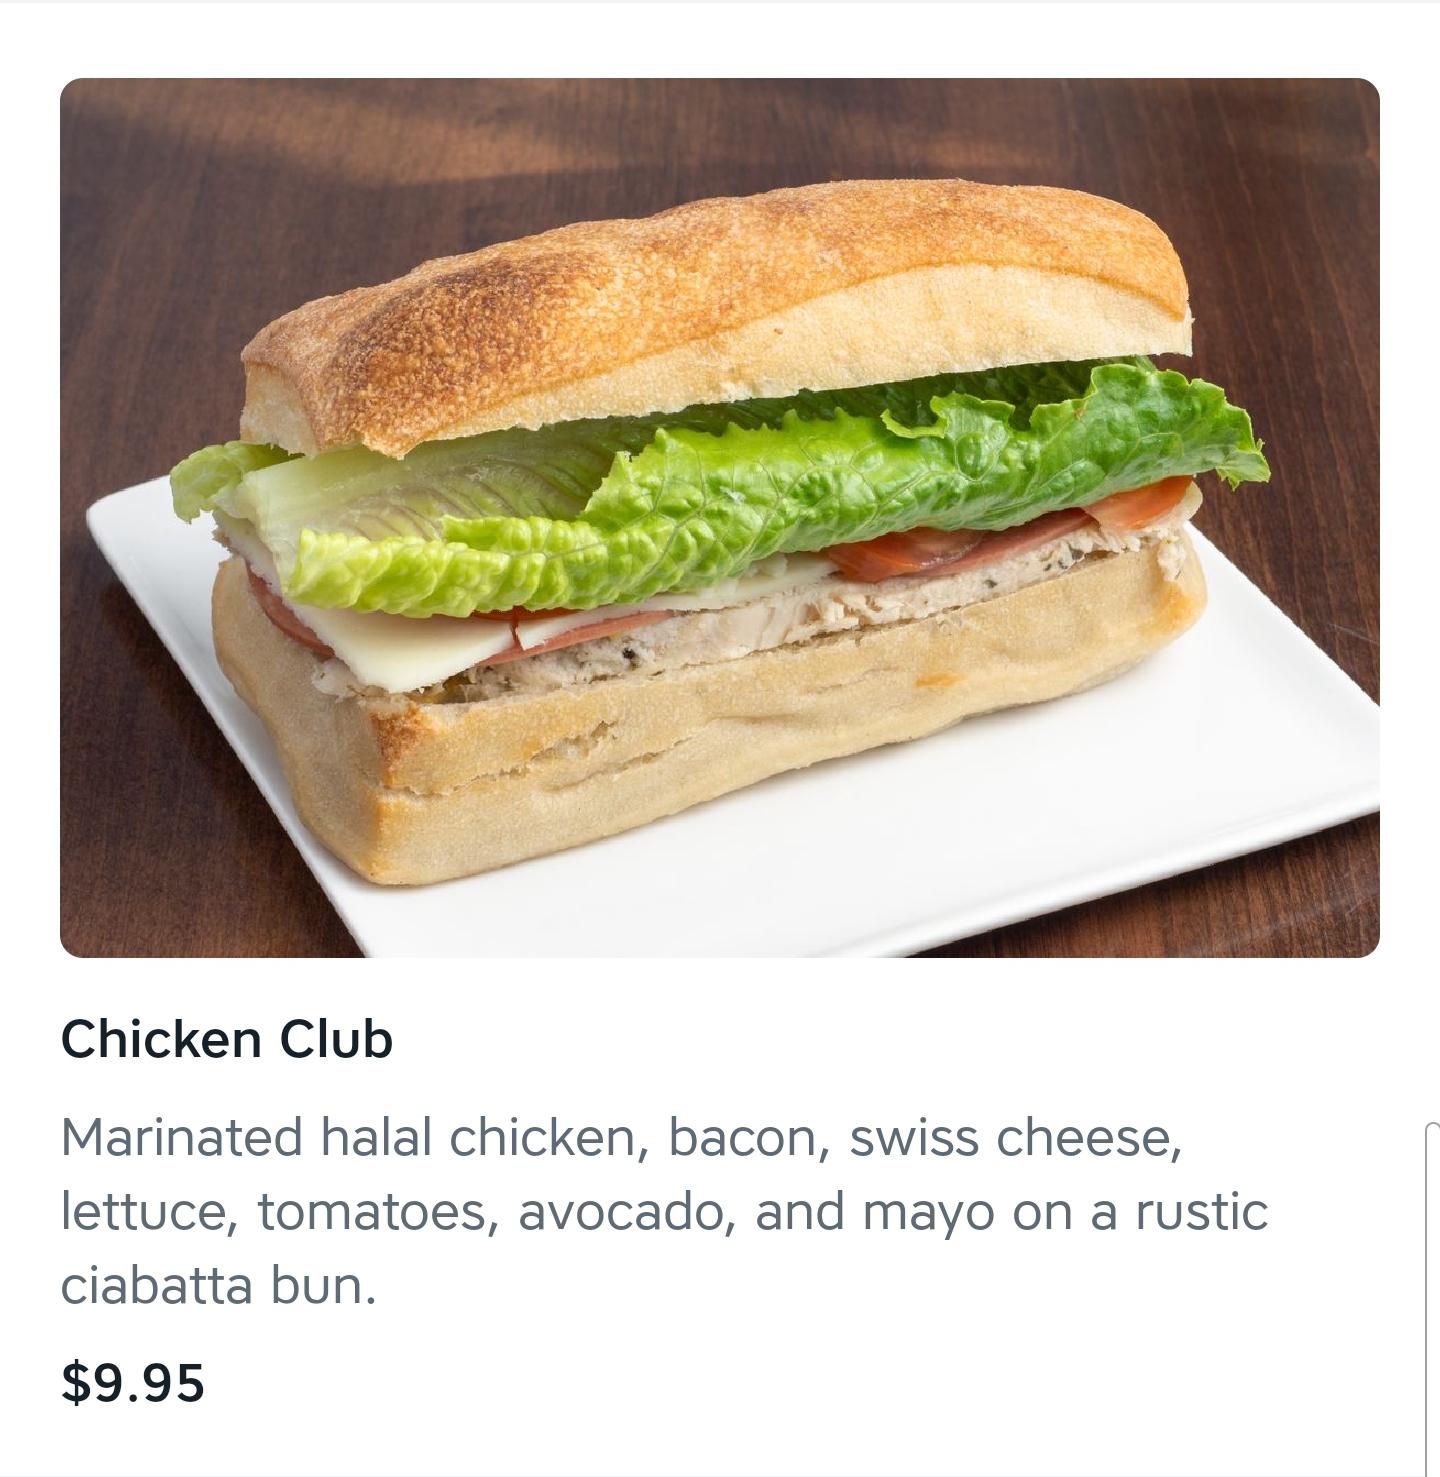 Chicken Club
Marinated halal chicken, bacon, swiss cheese,
lettuce, tomatoes, avocado, and mayo on a rustic
ciabatta bun.
$9.95